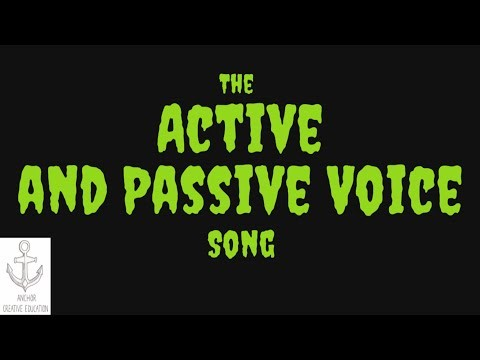 THE
ACTIVE
AND PASSIVE VOICE
SONG
ANCHOR
CREATIVE EDUCATION